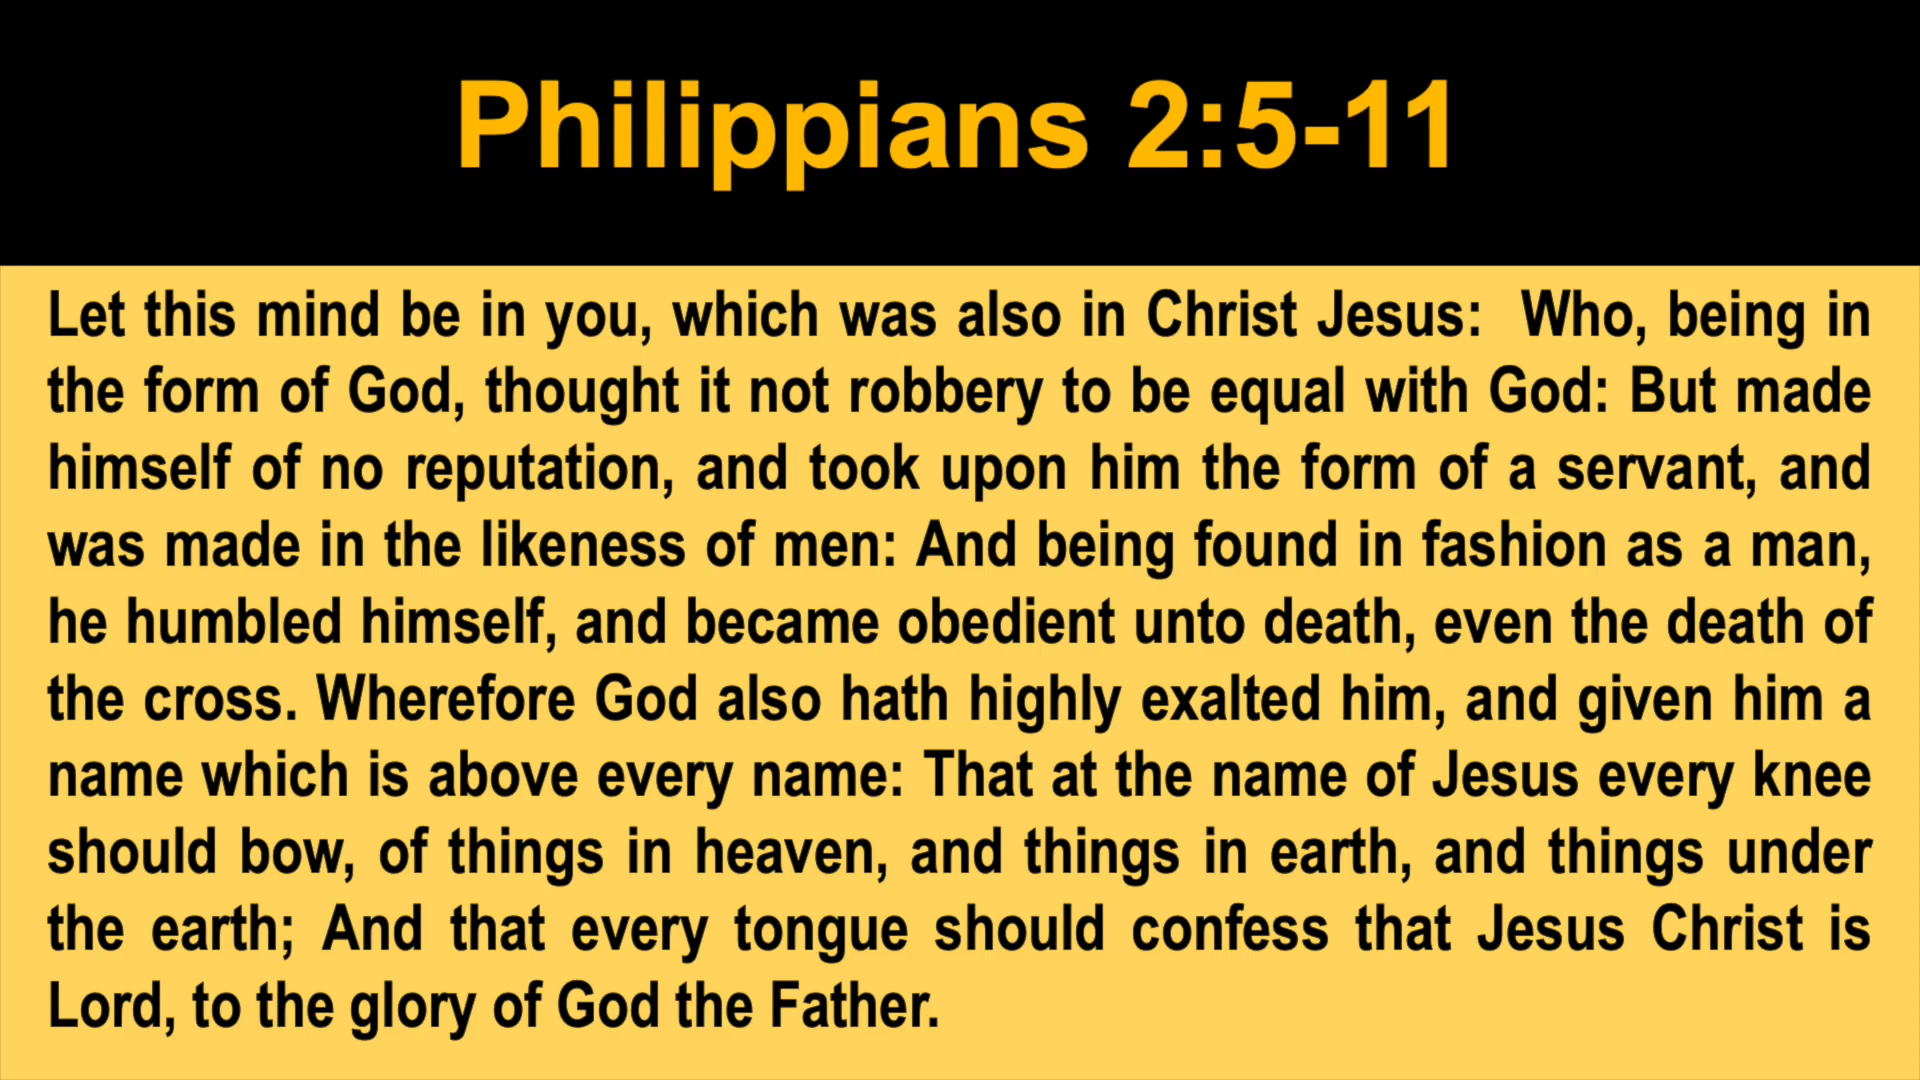 Philippians 2:5-11
Let this mind be in you, which was also in Christ Jesus:  Who, being in
the form of God, thought it not robbery to be equal with God: But made
himself of no reputation, and took upon him the form of a servant, and
was made in the likeness of men: And being found in fashion as a man,
he humbled himself, and became obedient unto death, even the death of
the cross. Wherefore God also hath highly exalted him, and given him a
name which is above every name: That at the name of Jesus every knee
should bow, of things in heaven, and things in earth, and things under
the earth; And that every tongue should confess that Jesus Christ is
Lord, to the glory of God the Father.